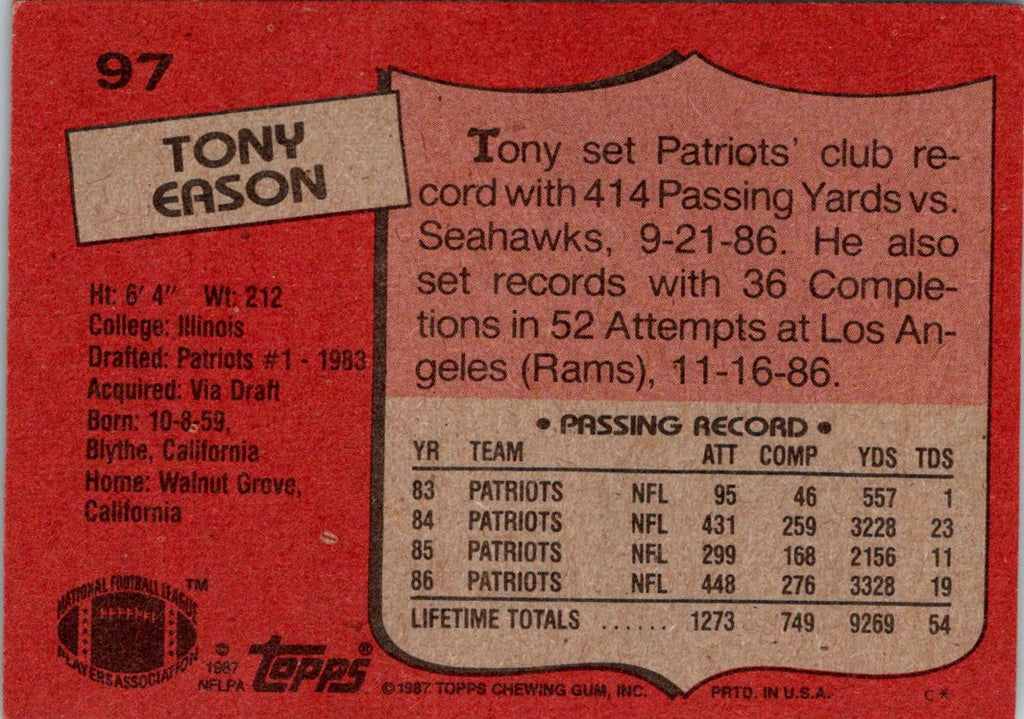 97
TONY
EASON
Ht: 6' 4" Wt: 212
College: Illinois
Drafted: Patriots #1 - 1983
Acquired: Via Draft
Born: 10-8-59,
Blythe, California
Home: Walnut Grove,
California
Tony set Patriots' club re-
cord with 414 Passing Yards vs.
Seahawks, 9-21-86. He also
set records with 36 Comple-
tions in 52 Attempts at Los An-
geles (Rams), 11-16-86.
• PASSING RECORD •
YR TEAM ATT COMP YDS TDS
83 PATRIOTS NFL 95 46 557 1
84 PATRIOTS NFL 431 259 3228 23
85 PATRIOTS NFL 299 168 2156 11
86 PATRIOTS NFL 448 276 3328 19
LIFETIME TOTALS ...... 1273 749 9269 54
NATIONAL FOOTBALL LEAGUE ™
PLAYERS ASSOCIATION
©
1987
NFLPA
Topps®
©1987 TOPPS CHEWING GUM, INC. PRTD. IN U.S.A. C*